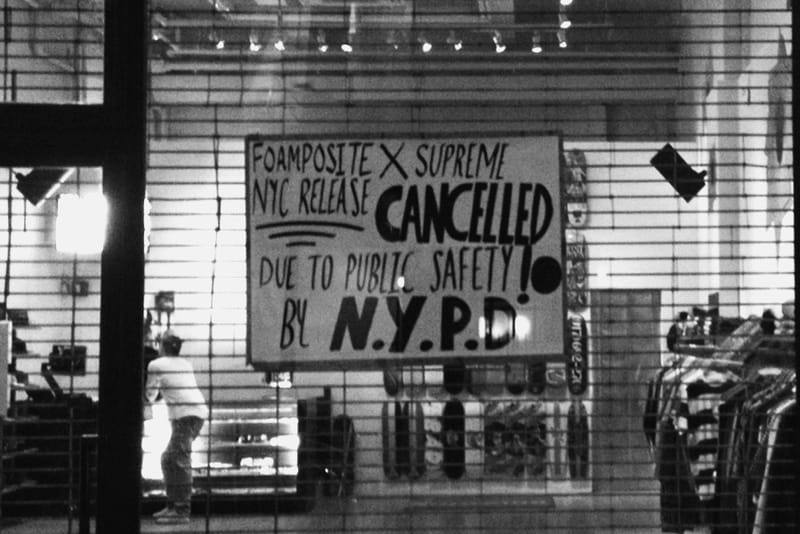 FOAMPOSITE X SUPREME
NYC RELEASE CANCELLED
DUE TO PUBLIC SAFETY!
BY N.Y.P.D